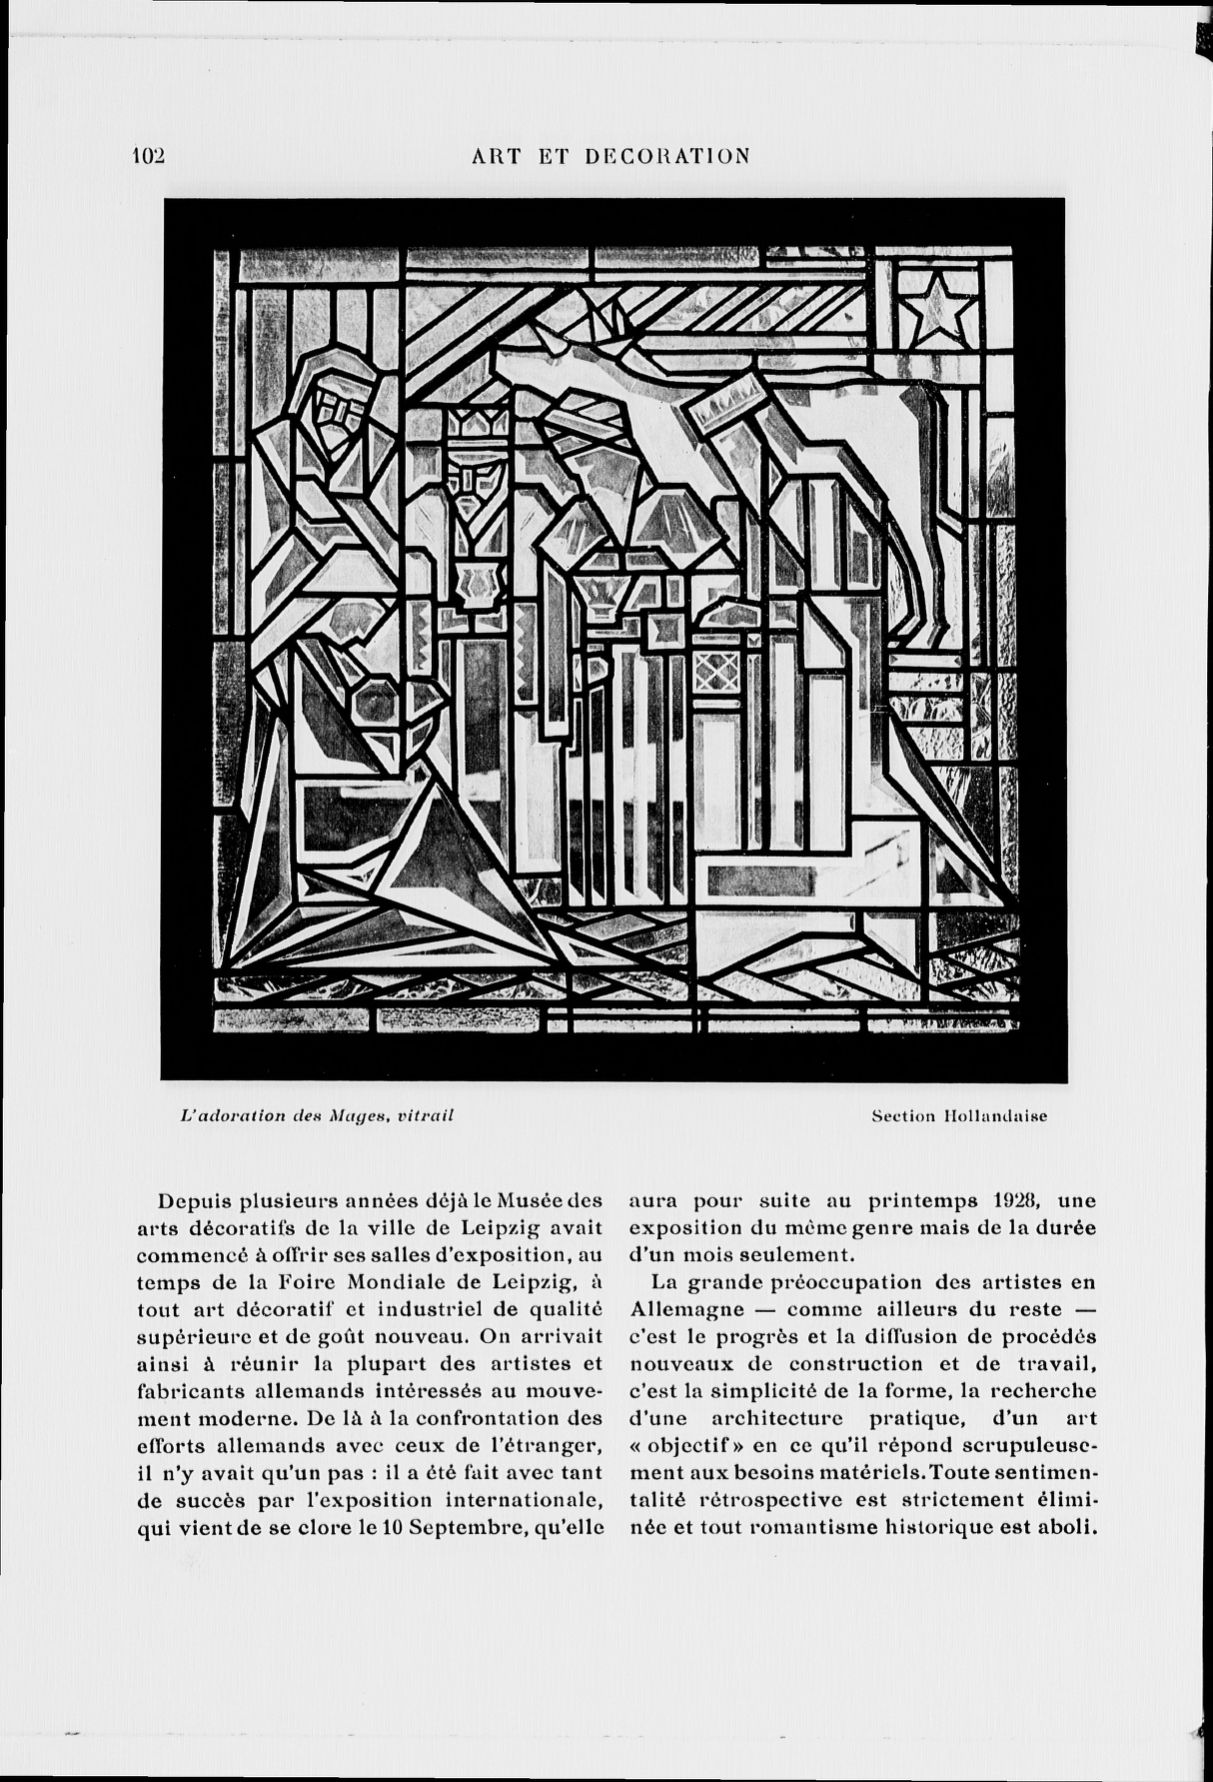 102
ART ET DECORATION
L'adoration des Mages, vitrail
Section Hollandaise
Depuis plusieurs années déjà le Musée des
arts décoratifs de la ville de Leipzig avait
commencé à offrir ses salles d'exposition, au
temps de la Foire Mondiale de Leipzig, à
tout art décoratif et industriel de qualité
supérieure et de goût nouveau. On arrivait
ainsi à réunir la plupart des artistes et
fabricants allemands intéressés au mouve-
ment moderne. De là à la confrontation des
efforts allemands avec ceux de l'étranger,
il n'y avait qu'un pas : il a été fait avec tant
de succès par l'exposition internationale,
qui vient de se clore le 10 Septembre, qu'elle
aura pour suite au printemps 1928, une
exposition du même genre mais de la durée
d'un mois seulement.
La grande préoccupation des artistes en
Allemagne — comme ailleurs du reste —
c'est le progrès et la diffusion de procédés
nouveaux de construction et de travail,
c'est la simplicité de la forme, la recherche
d'une architecture pratique, d'un art
« objectif » en ce qu'il répond scrupuleuse-
ment aux besoins matériels. Toute sentimen-
talité rétrospective est strictement élimi-
née et tout romantisme historique est aboli.